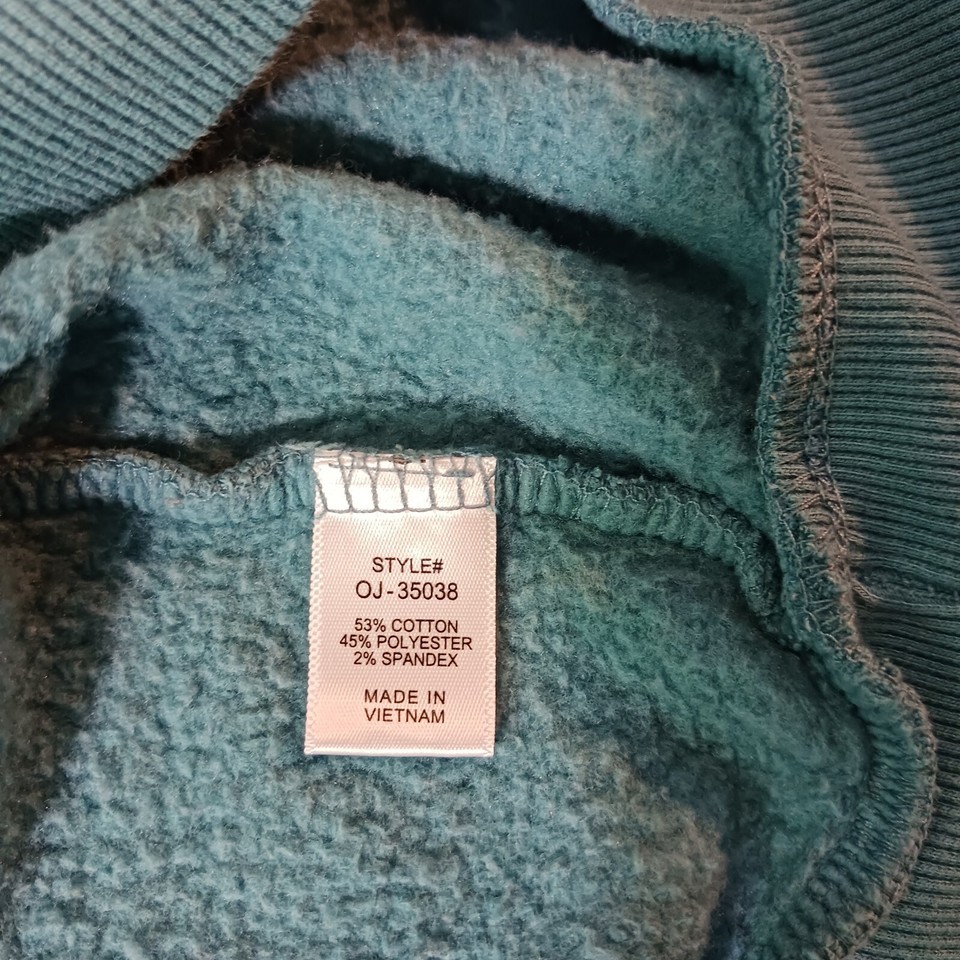 STYLE#
OJ-35038
53% COTTON
45% POLYESTER
2% SPANDEX
MADE IN
VIETNAM